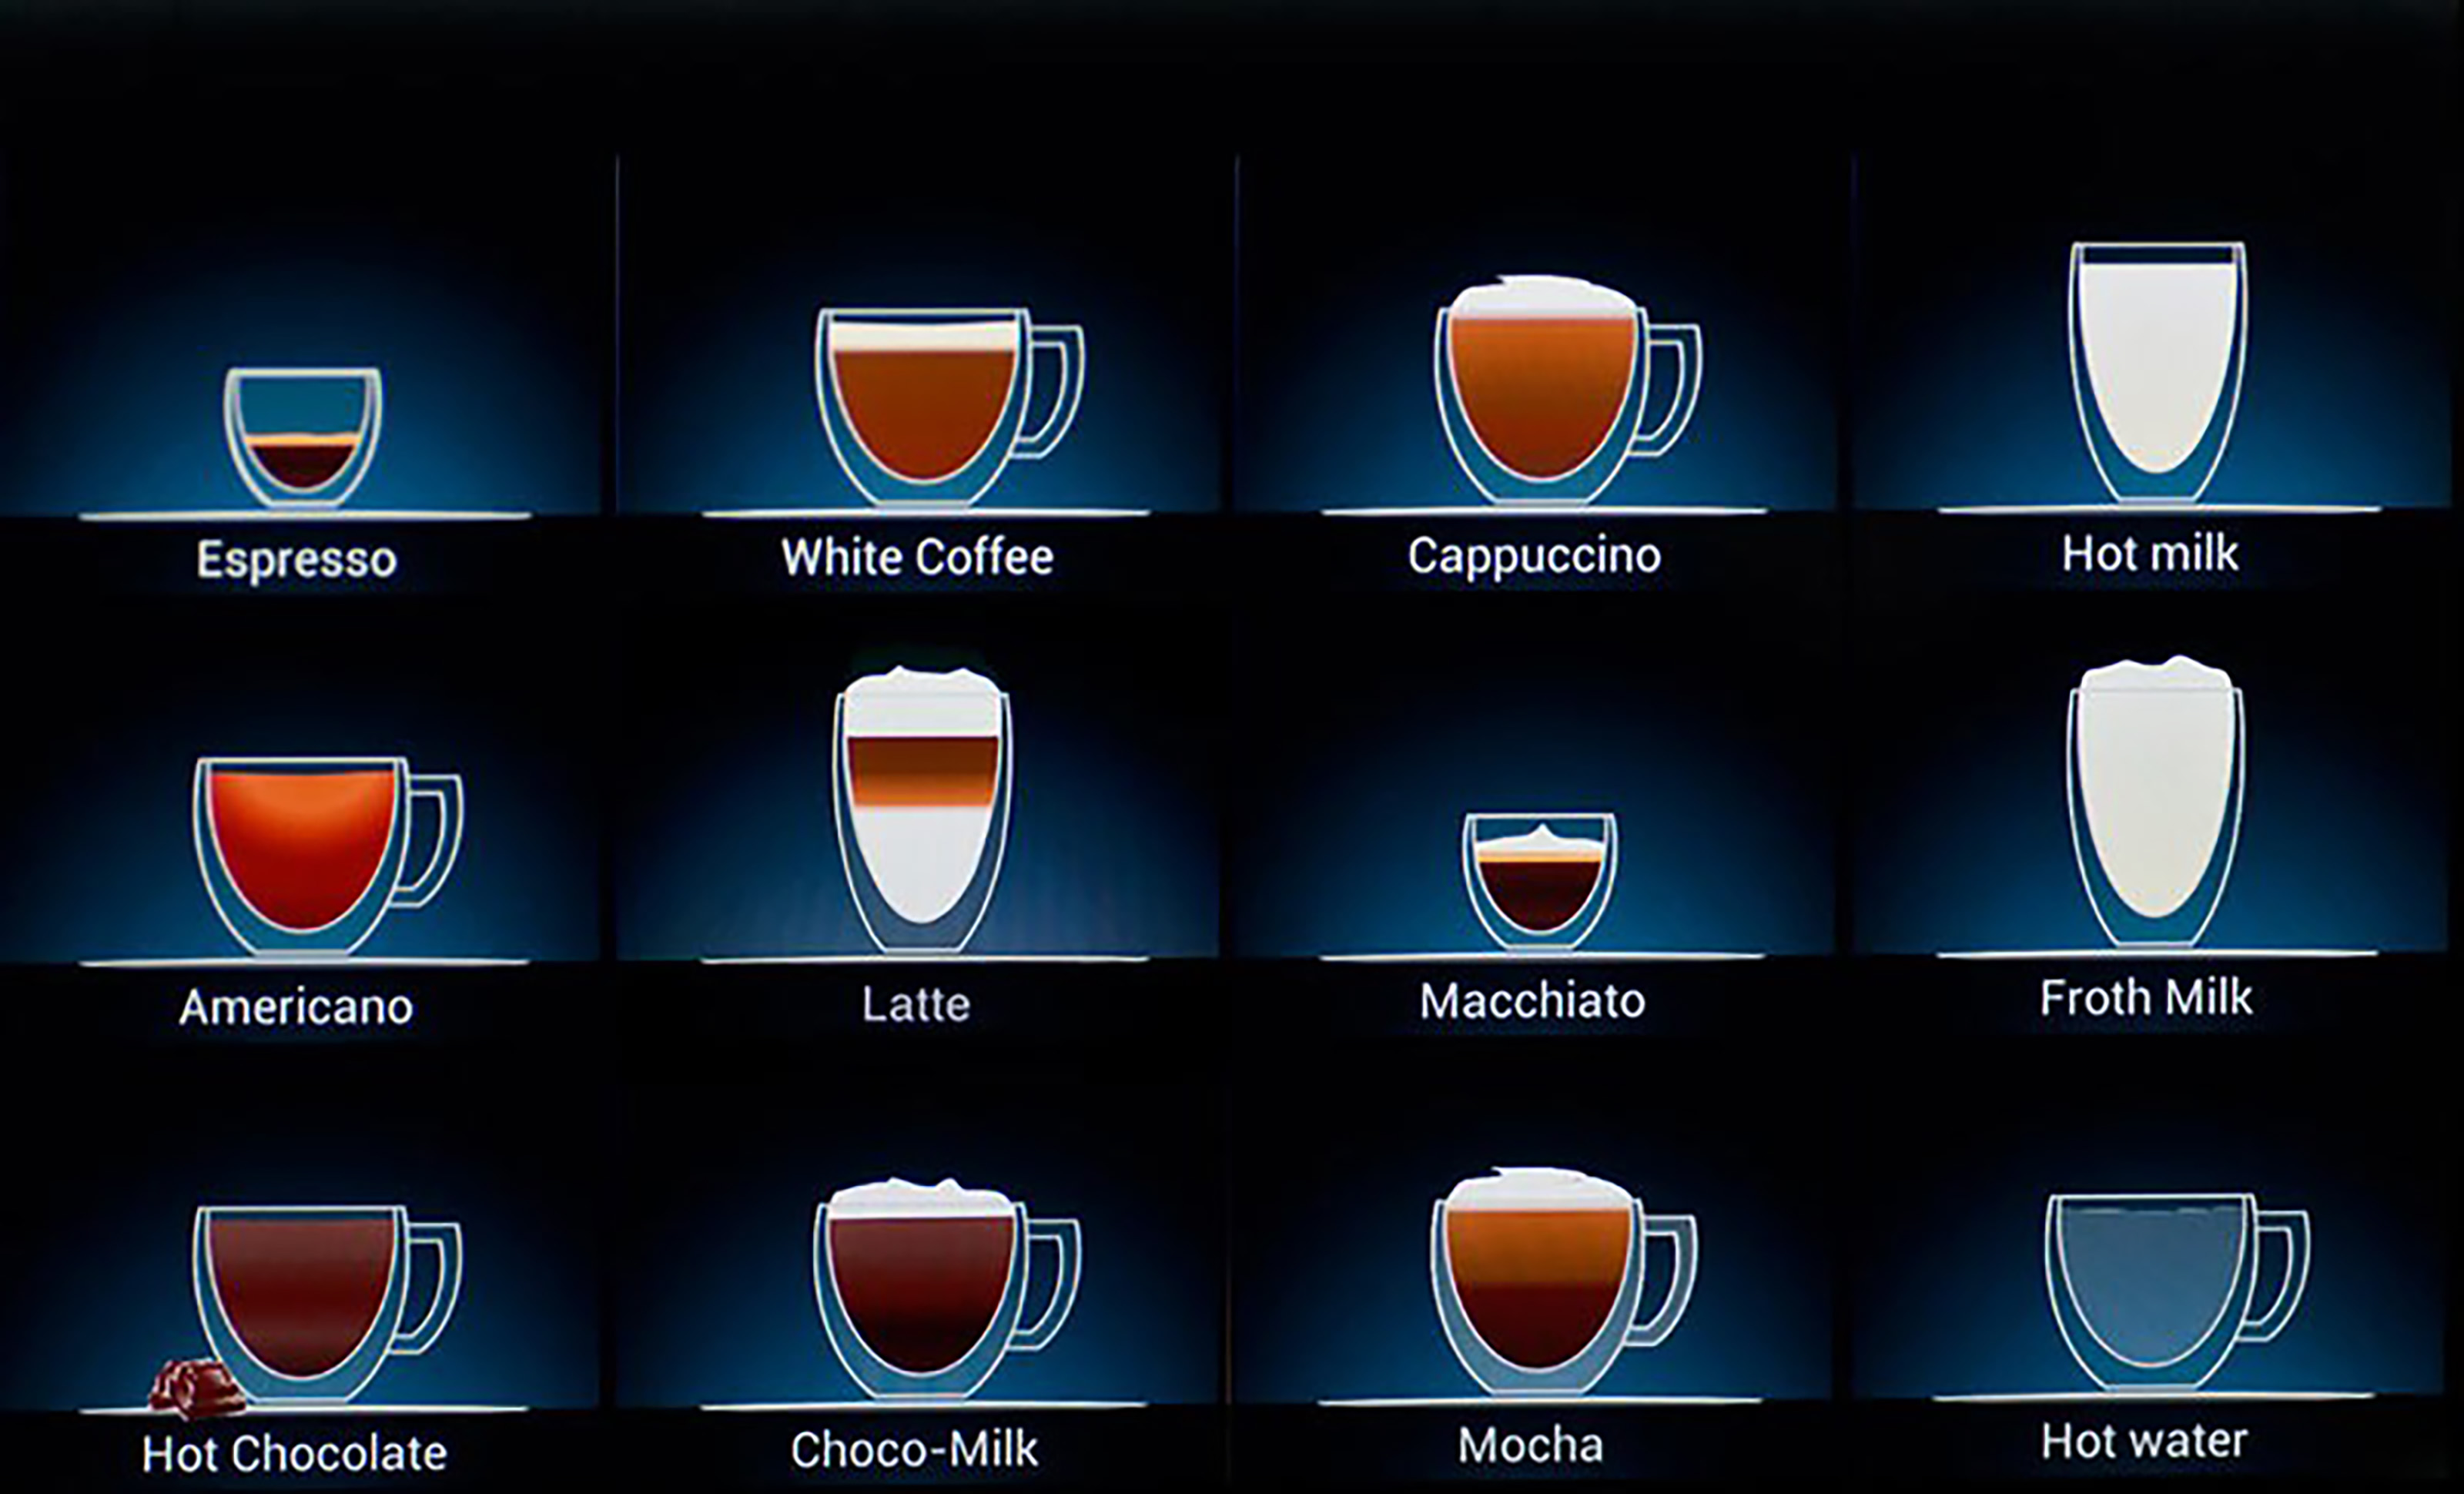 Espresso
White Coffee
Cappuccino
Hot milk
Americano
Latte
Macchiato
Froth Milk
Hot Chocolate
Choco-Milk
Mocha
Hot water